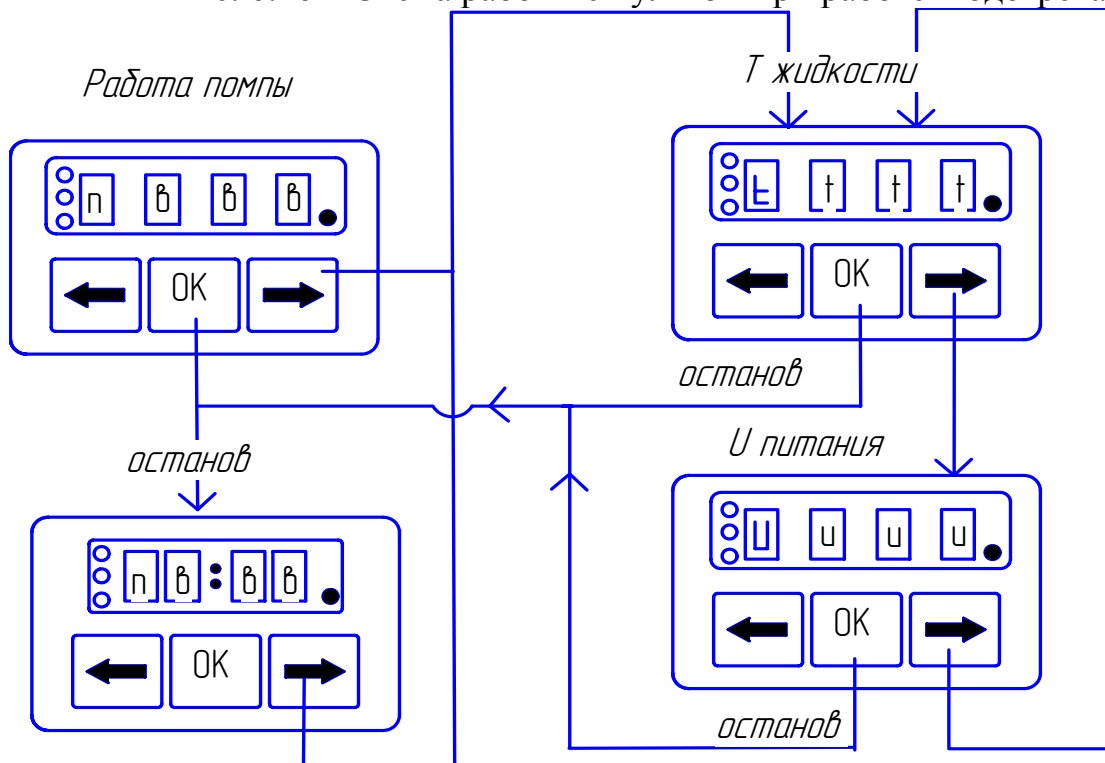 Работа помпы
п в в в
OK
останов
п в : в в
OK
Т жидкости
t t t t
OK
останов
U питания
U u u u
OK
останов